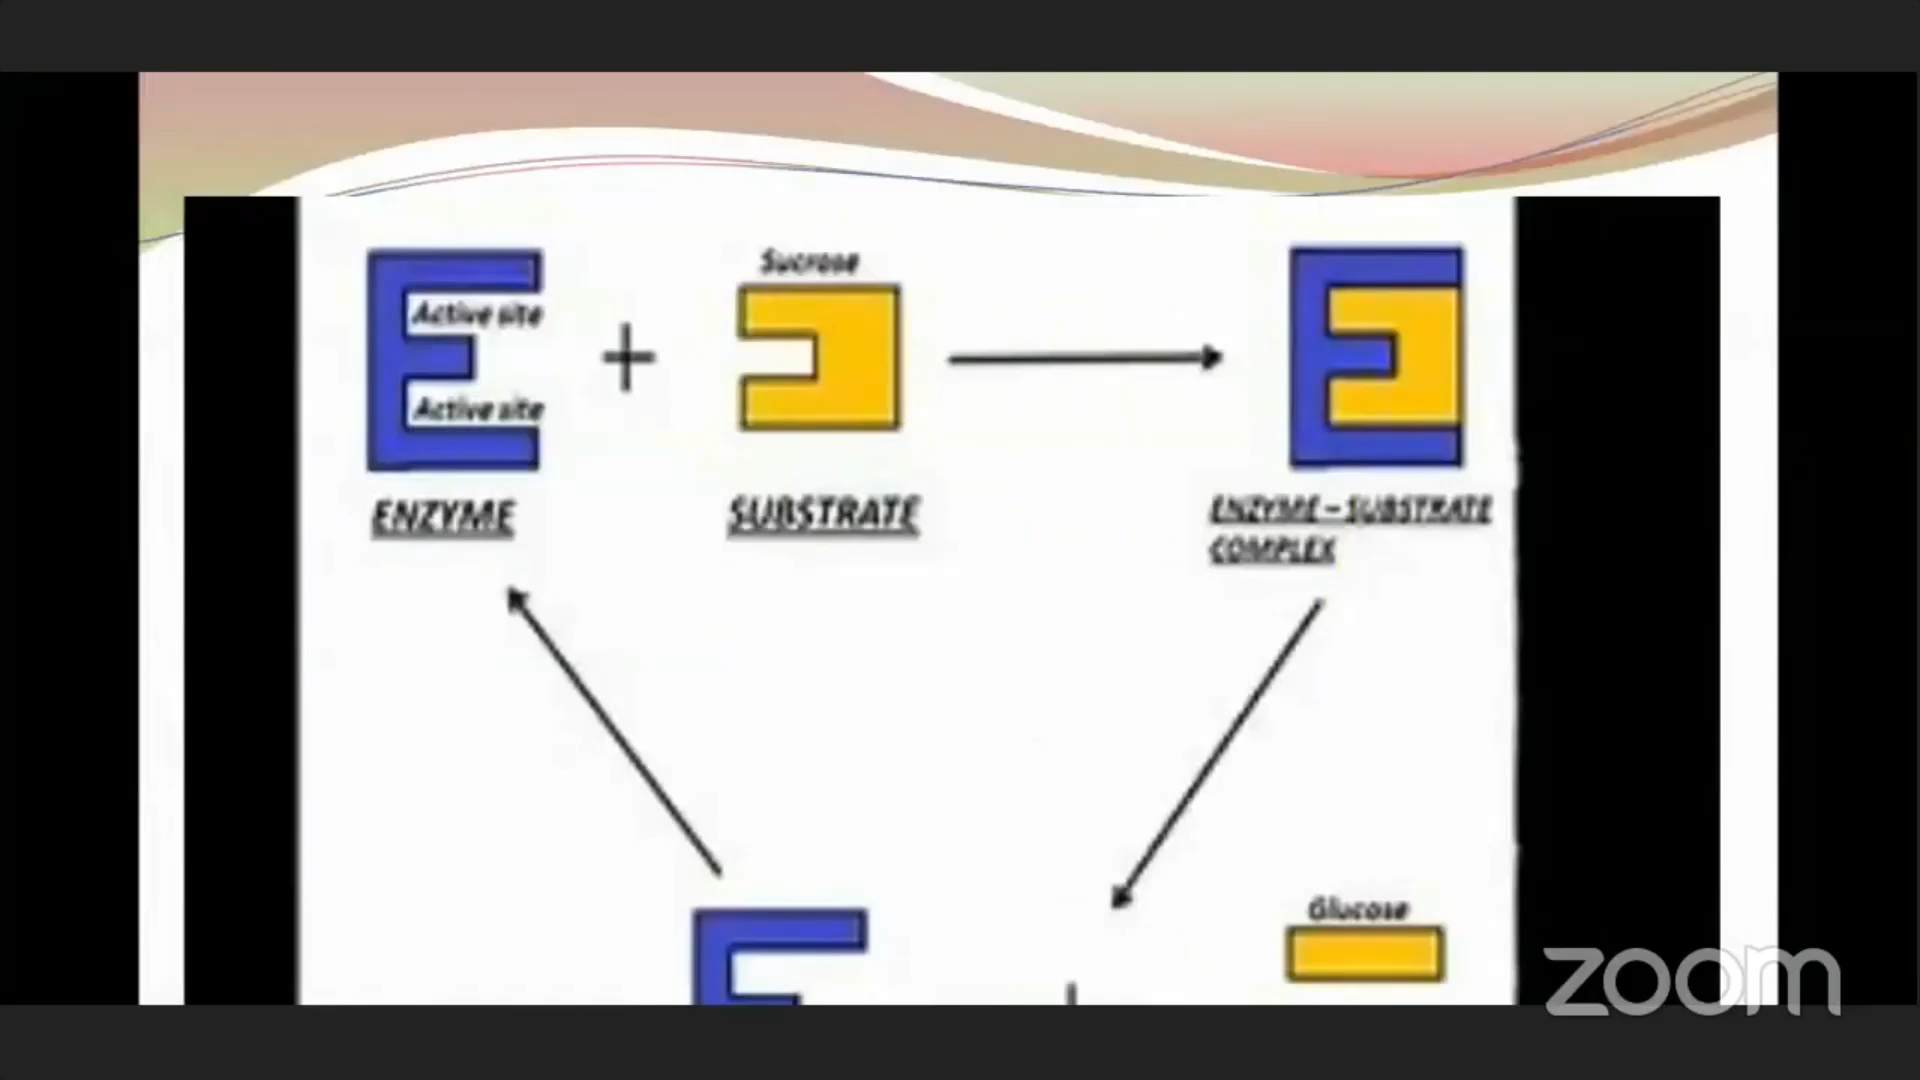 Sucrose
Active site
Active site
ENZYME
SUBSTRATE
ENZYME – SUBSTRATE
COMPLEX
Glucose
zoom